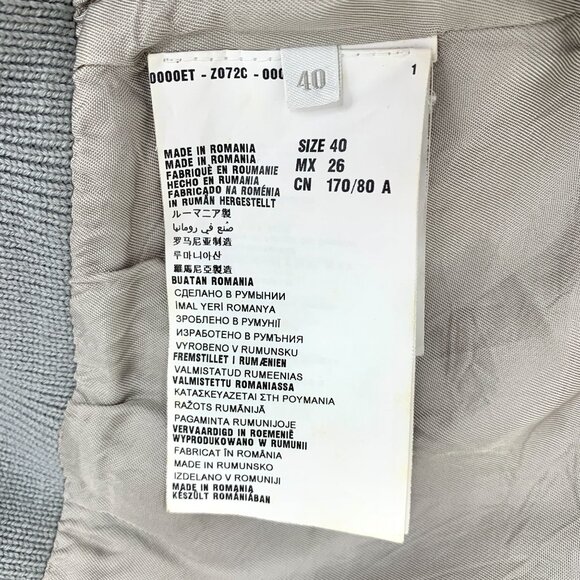 0000ET - Z072C - 000
40
1
MADE IN ROMANIA
MADE IN ROMANIA
FABRIQUÉ EN ROUMANIE
HECHO EN RUMANIA
FABRICADO NA ROMÉNIA
IN RUMÄN HERGESTELLT
ルーマニア製
صنع في رومانيا
罗马尼亚制造
루마니아산
羅馬尼亞製造
BUATAN ROMANIA
СДЕЛАНО В РУМЫНИИ
İMAL YERİ ROMANYA
ЗРОБЛЕНО В РУМУНІЇ
ИЗРАБОТЕНО В РУМЪНИЯ
VYROBENO V RUMUNSKU
FREMSTILLET I RUMÆNIEN
VALMISTATUD RUMEENIAS
VALMISTETTU ROMANIASSA
ΚΑΤΑΣΚΕΥΑΖΕΤΑΙ ΣΤΗ ΡΟΥΜΑΝΙΑ
RAŽOTS RUMĀNIJĀ
PAGAMINTA RUMUNIJOJE
VERVAARDIGD IN ROEMENIË
WYPRODUKOWANO W RUMUNII
FABRICAT ÎN ROMÂNIA
MADE IN RUMUNSKO
IZDELANO V ROMUNIJI
MADE IN ROMANIA
KÉSZÜLT ROMÁNIÁBAN
SIZE 40
MX 26
CN 170/80 A